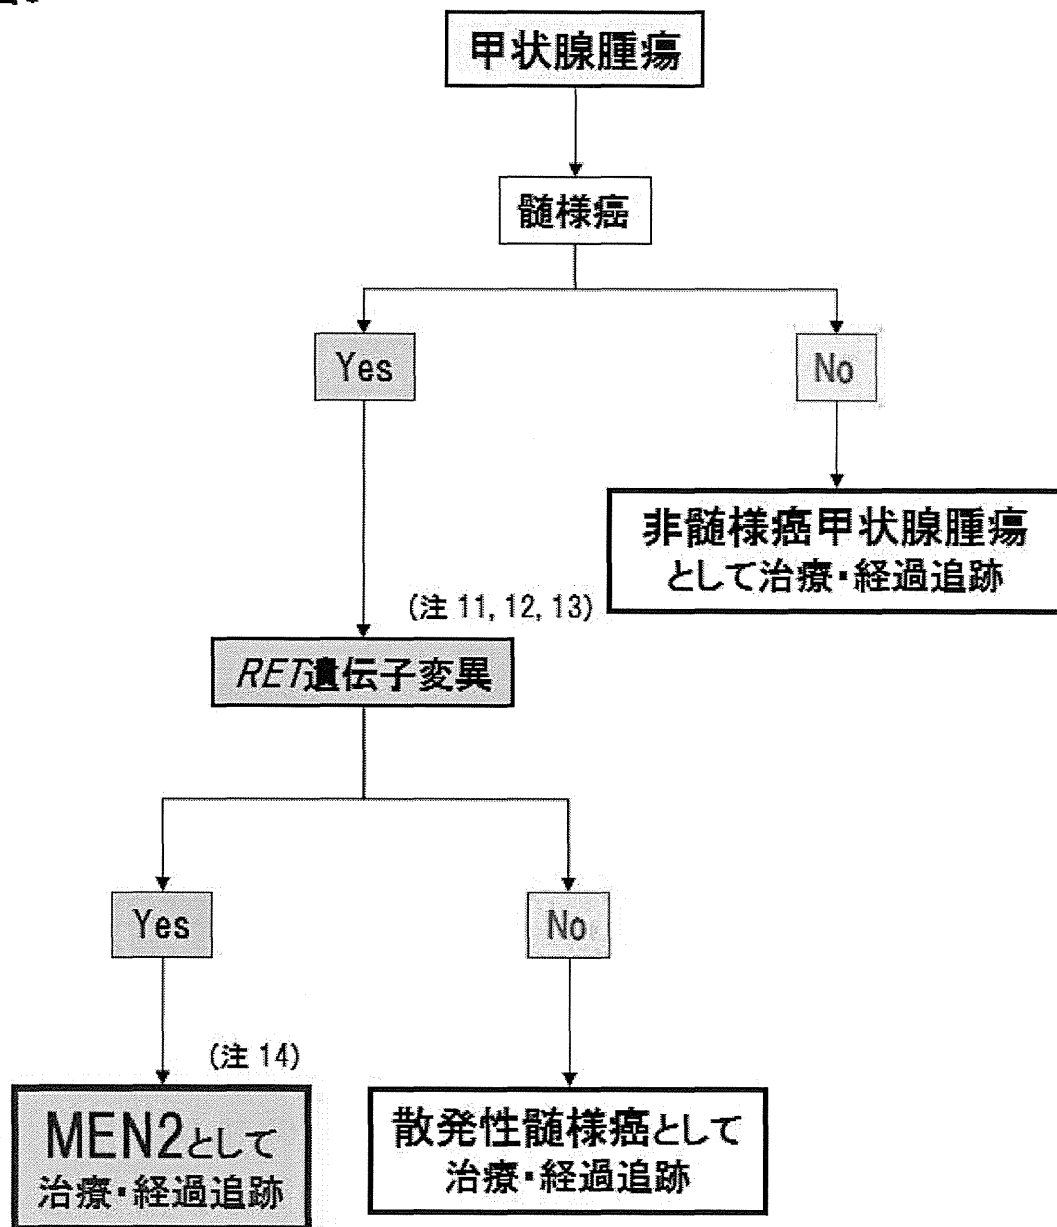 甲状腺腫瘍
髄様癌
Yes
No
非髄様癌甲状腺腫瘍
として治療・経過追跡
(注 11, 12, 13)
RET遺伝子変異
Yes
No
(注 14)
MEN2として
治療・経過追跡
散発性髄様癌として
治療・経過追跡